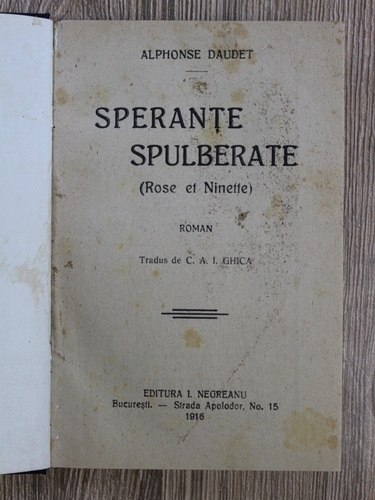 ALPHONSE DAUDET
SPERANȚE
SPULBERATE
(Rose et Ninette)
ROMAN
Tradus de C. A. I. GHICA
EDITURA I. NEGREANU
București. — Strada Apolodor, No. 15
1916